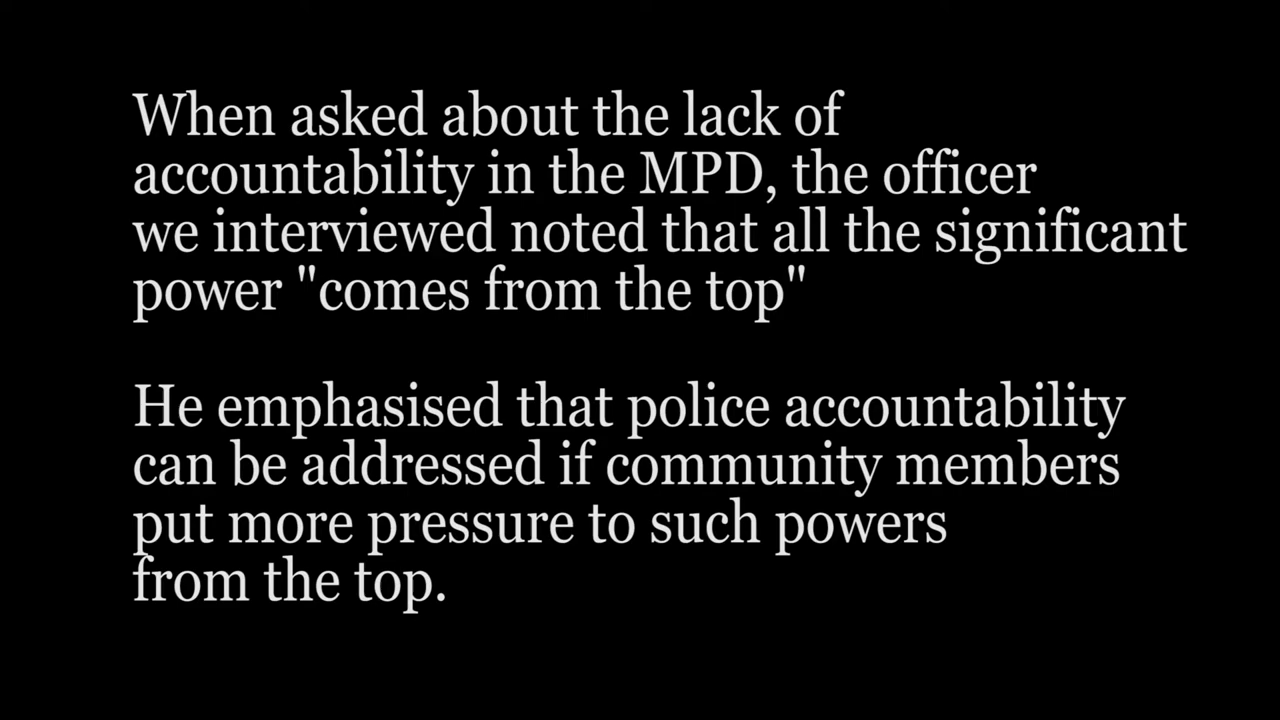 When asked about the lack of
accountability in the MPD, the officer
we interviewed noted that all the significant
power "comes from the top"
He emphasised that police accountability
can be addressed if community members
put more pressure to such powers
from the top.